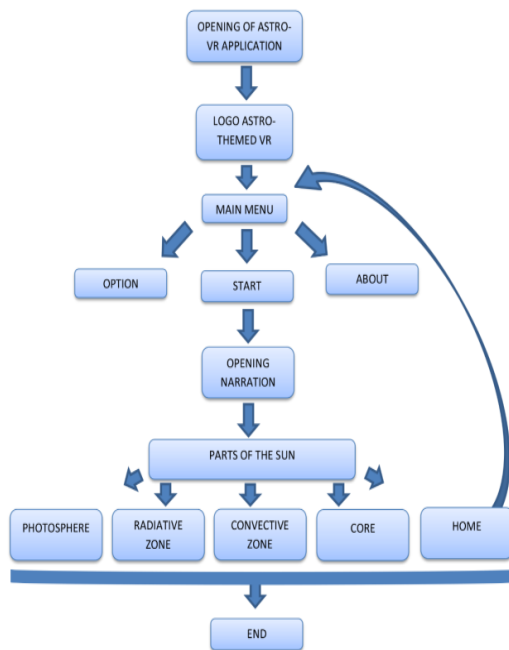 OPENING OF ASTRO-
VR APPLICATION
LOGO ASTRO-
THEMED VR
MAIN MENU
OPTION
START
ABOUT
OPENING
NARRATION
PARTS OF THE SUN
PHOTOSPHERE
RADIATIVE
ZONE
CONVECTIVE
ZONE
CORE
HOME
END